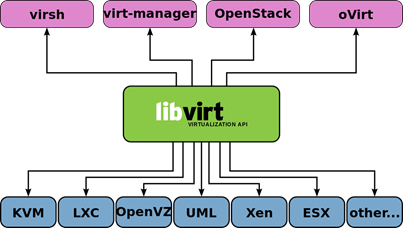 virsh
virt-manager
OpenStack
oVirt
libvirt
VIRTUALIZATION API
KVM
LXC
OpenVZ
UML
Xen
ESX
other...